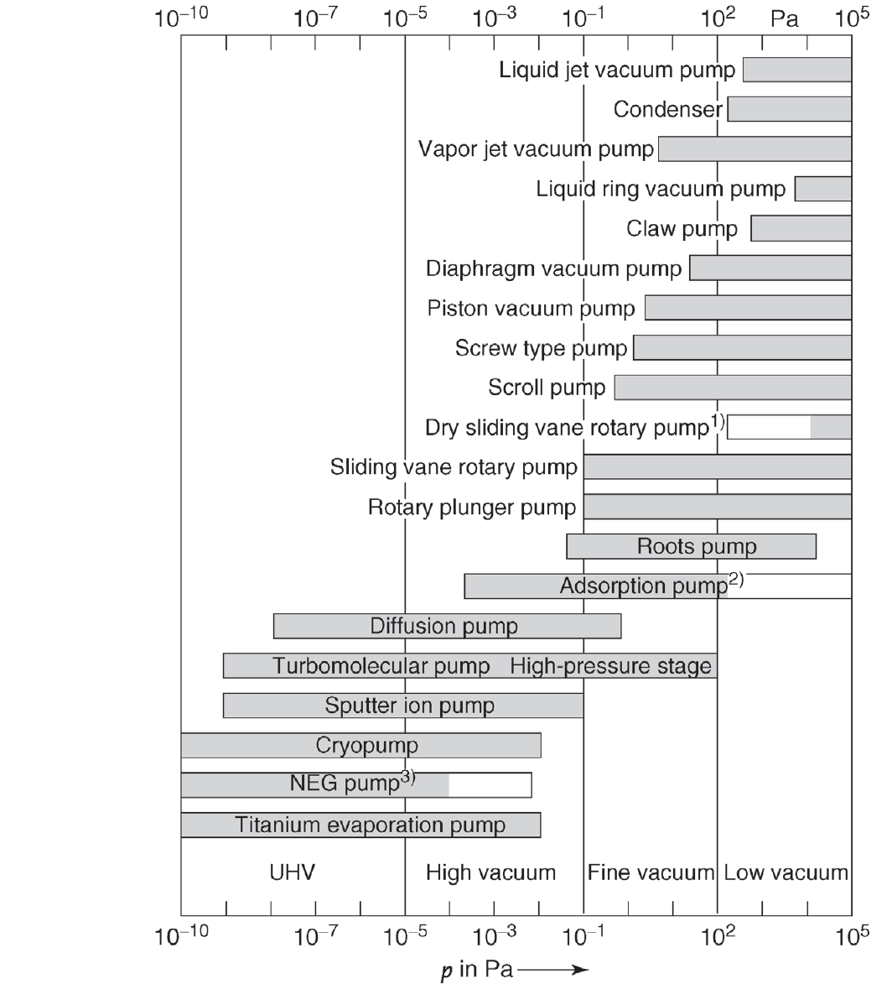 10⁻¹⁰ 10⁻⁷ 10⁻⁵ 10⁻³ 10⁻¹ 10² Pa 10⁵
Liquid jet vacuum pump
Condenser
Vapor jet vacuum pump
Liquid ring vacuum pump
Claw pump
Diaphragm vacuum pump
Piston vacuum pump
Screw type pump
Scroll pump
Dry sliding vane rotary pump¹⁾
Sliding vane rotary pump
Rotary plunger pump
Roots pump
Adsorption pump²⁾
Diffusion pump
Turbomolecular pump High-pressure stage
Sputter ion pump
Cryopump
NEG pump³⁾
Titanium evaporation pump
UHV High vacuum Fine vacuum Low vacuum
10⁻¹⁰ 10⁻⁷ 10⁻⁵ 10⁻³ 10⁻¹ 10² 10⁵
p in Pa